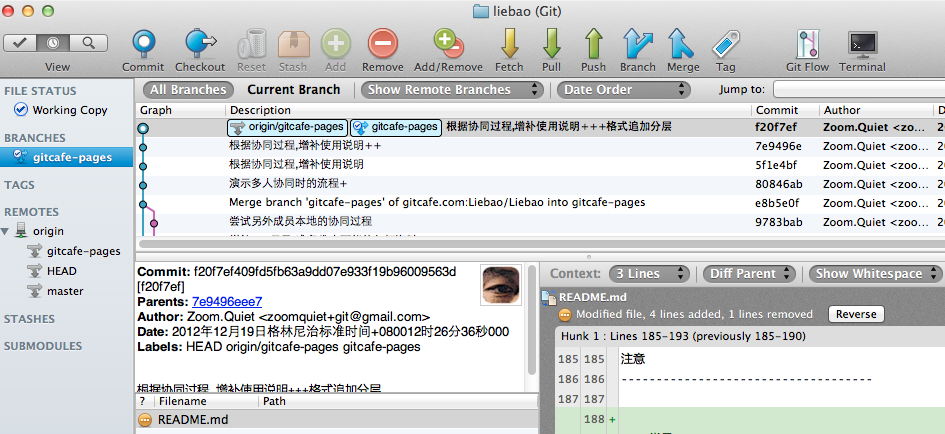 liebao (Git)
View Commit Checkout Reset Stash Add Remove Add/Remove Fetch Pull Push Branch Merge Tag Git Flow Terminal
FILE STATUS
Working Copy
BRANCHES
gitcafe-pages
TAGS
REMOTES
origin
gitcafe-pages
HEAD
master
STASHES
SUBMODULES
All Branches Current Branch Show Remote Branches Date Order Jump to:
Graph Description Commit Author D
origin/gitcafe-pages gitcafe-pages 根据协同过程,增补使用说明+++格式追加分层 f20f7ef Zoom.Quiet <zo... 2
根据协同过程,增补使用说明++ 7e9496e Zoom.Quiet <zoo... 2
根据协同过程,增补使用说明 5f1e4bf Zoom.Quiet <zoo... 2
演示多人协同时的流程+ 80846ab Zoom.Quiet <zoo... 2
Merge branch 'gitcafe-pages' of gitcafe.com:Liebao/Liebao into gitcafe-pages e8b5e0f Zoom.Quiet <zoo... 2
尝试另外成员本地的协同过程 9783bab Zoom.Quiet <zoo... 2
Commit: f20f7ef409fd5fb63a9dd07e933f19b96009563d
[f20f7ef]
Parents: 7e9496eee7
Author: Zoom.Quiet <zoomquiet+git@gmail.com>
Date: 2012年12月19日格林尼治标准时间+080012时26分36秒000
Labels: HEAD origin/gitcafe-pages gitcafe-pages
根据协同过程,增补使用说明+++格式追加分层
? Filename Path
README.md
Context: 3 Lines Diff Parent Show Whitespace
README.md
Modified file, 4 lines added, 1 lines removed Reverse
Hunk 1 : Lines 185-193 (previously 185-190)
185 185 注意
186 186 --------------------------------------
187 187
188 +